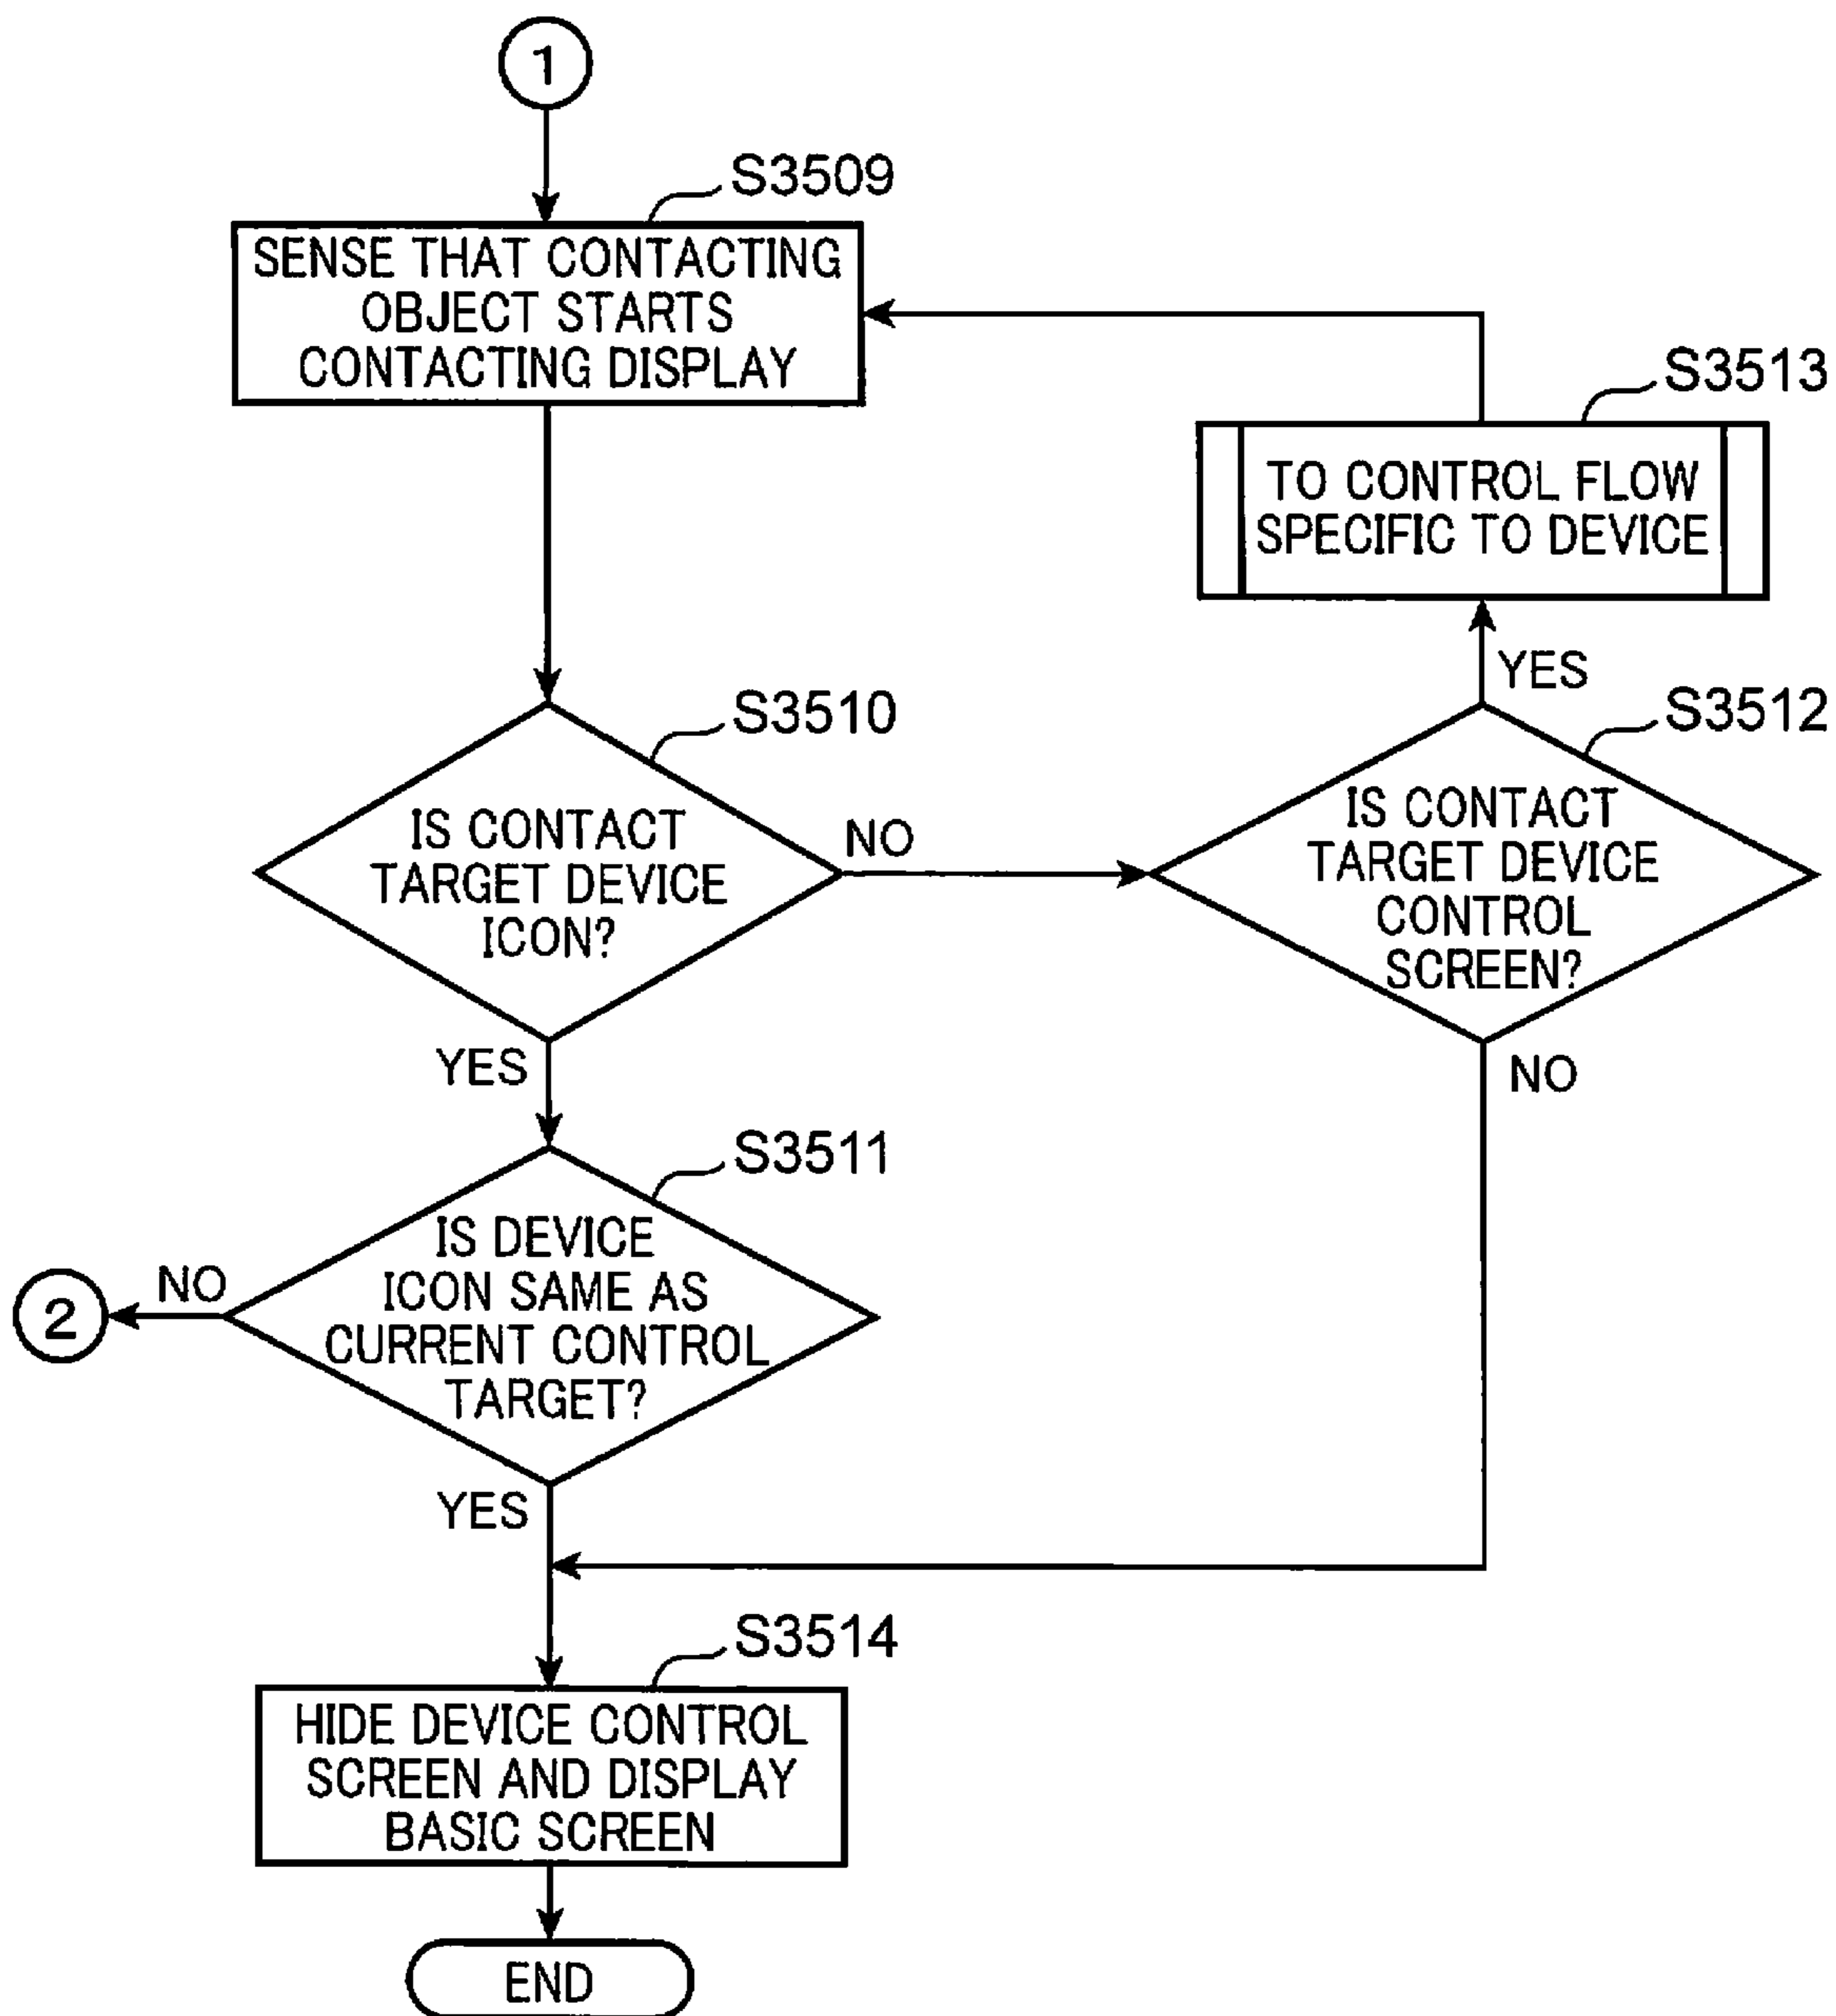 1
S3509
SENSE THAT CONTACTING
OBJECT STARTS
CONTACTING DISPLAY
S3513
TO CONTROL FLOW
SPECIFIC TO DEVICE
YES
S3510
S3512
IS CONTACT
TARGET DEVICE
ICON?
NO
IS CONTACT
TARGET DEVICE
CONTROL
SCREEN?
YES
NO
S3511
IS DEVICE
ICON SAME AS
CURRENT CONTROL
TARGET?
NO
2
YES
S3514
HIDE DEVICE CONTROL
SCREEN AND DISPLAY
BASIC SCREEN
END